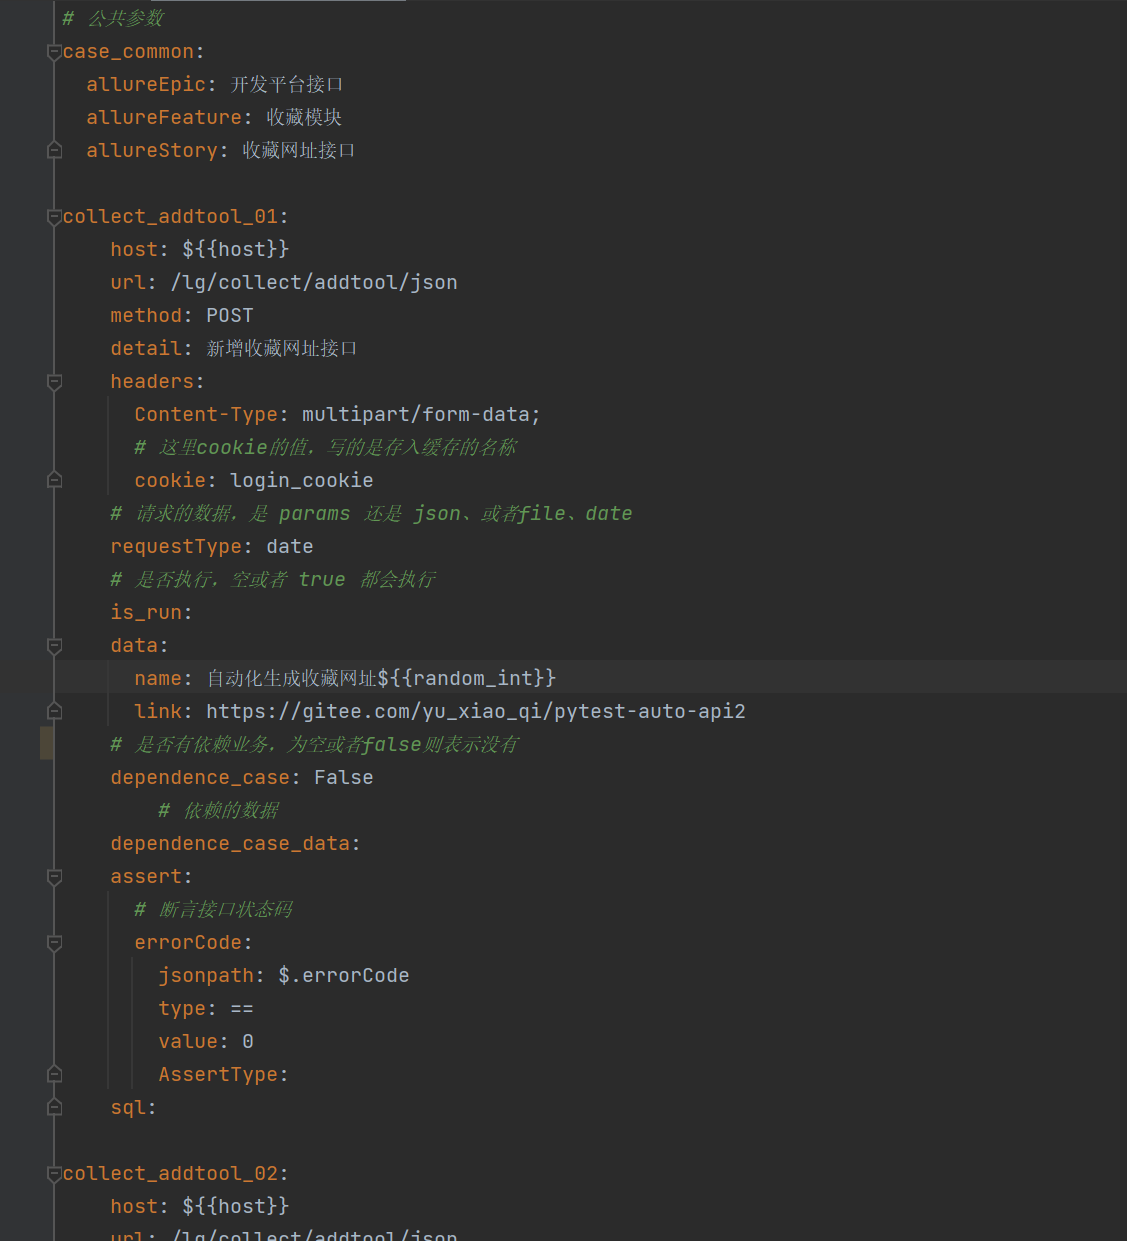 # 公共参数
case_common:
  allureEpic: 开发平台接口
  allureFeature: 收藏模块
  allureStory: 收藏网址接口

collect_addtool_01:
    host: ${{host}}
    url: /lg/collect/addtool/json
    method: POST
    detail: 新增收藏网址接口
    headers:
      Content-Type: multipart/form-data;
      # 这里cookie的值，写的是存入缓存的名称
      cookie: login_cookie
    # 请求的数据，是 params 还是 json、或者file、date
    requestType: date
    # 是否执行，空或者 true 都会执行
    is_run:
    data:
      name: 自动化生成收藏网址${{random_int}}
      link: https://gitee.com/yu_xiao_qi/pytest-auto-api2
    # 是否有依赖业务，为空或者false则表示没有
    dependence_case: False
        # 依赖的数据
    dependence_case_data:
    assert:
      # 断言接口状态码
      errorCode:
        jsonpath: $.errorCode
        type: ==
        value: 0
        AssertType:
    sql:

collect_addtool_02:
    host: ${{host}}
    url: /lg/collect/addtool/json